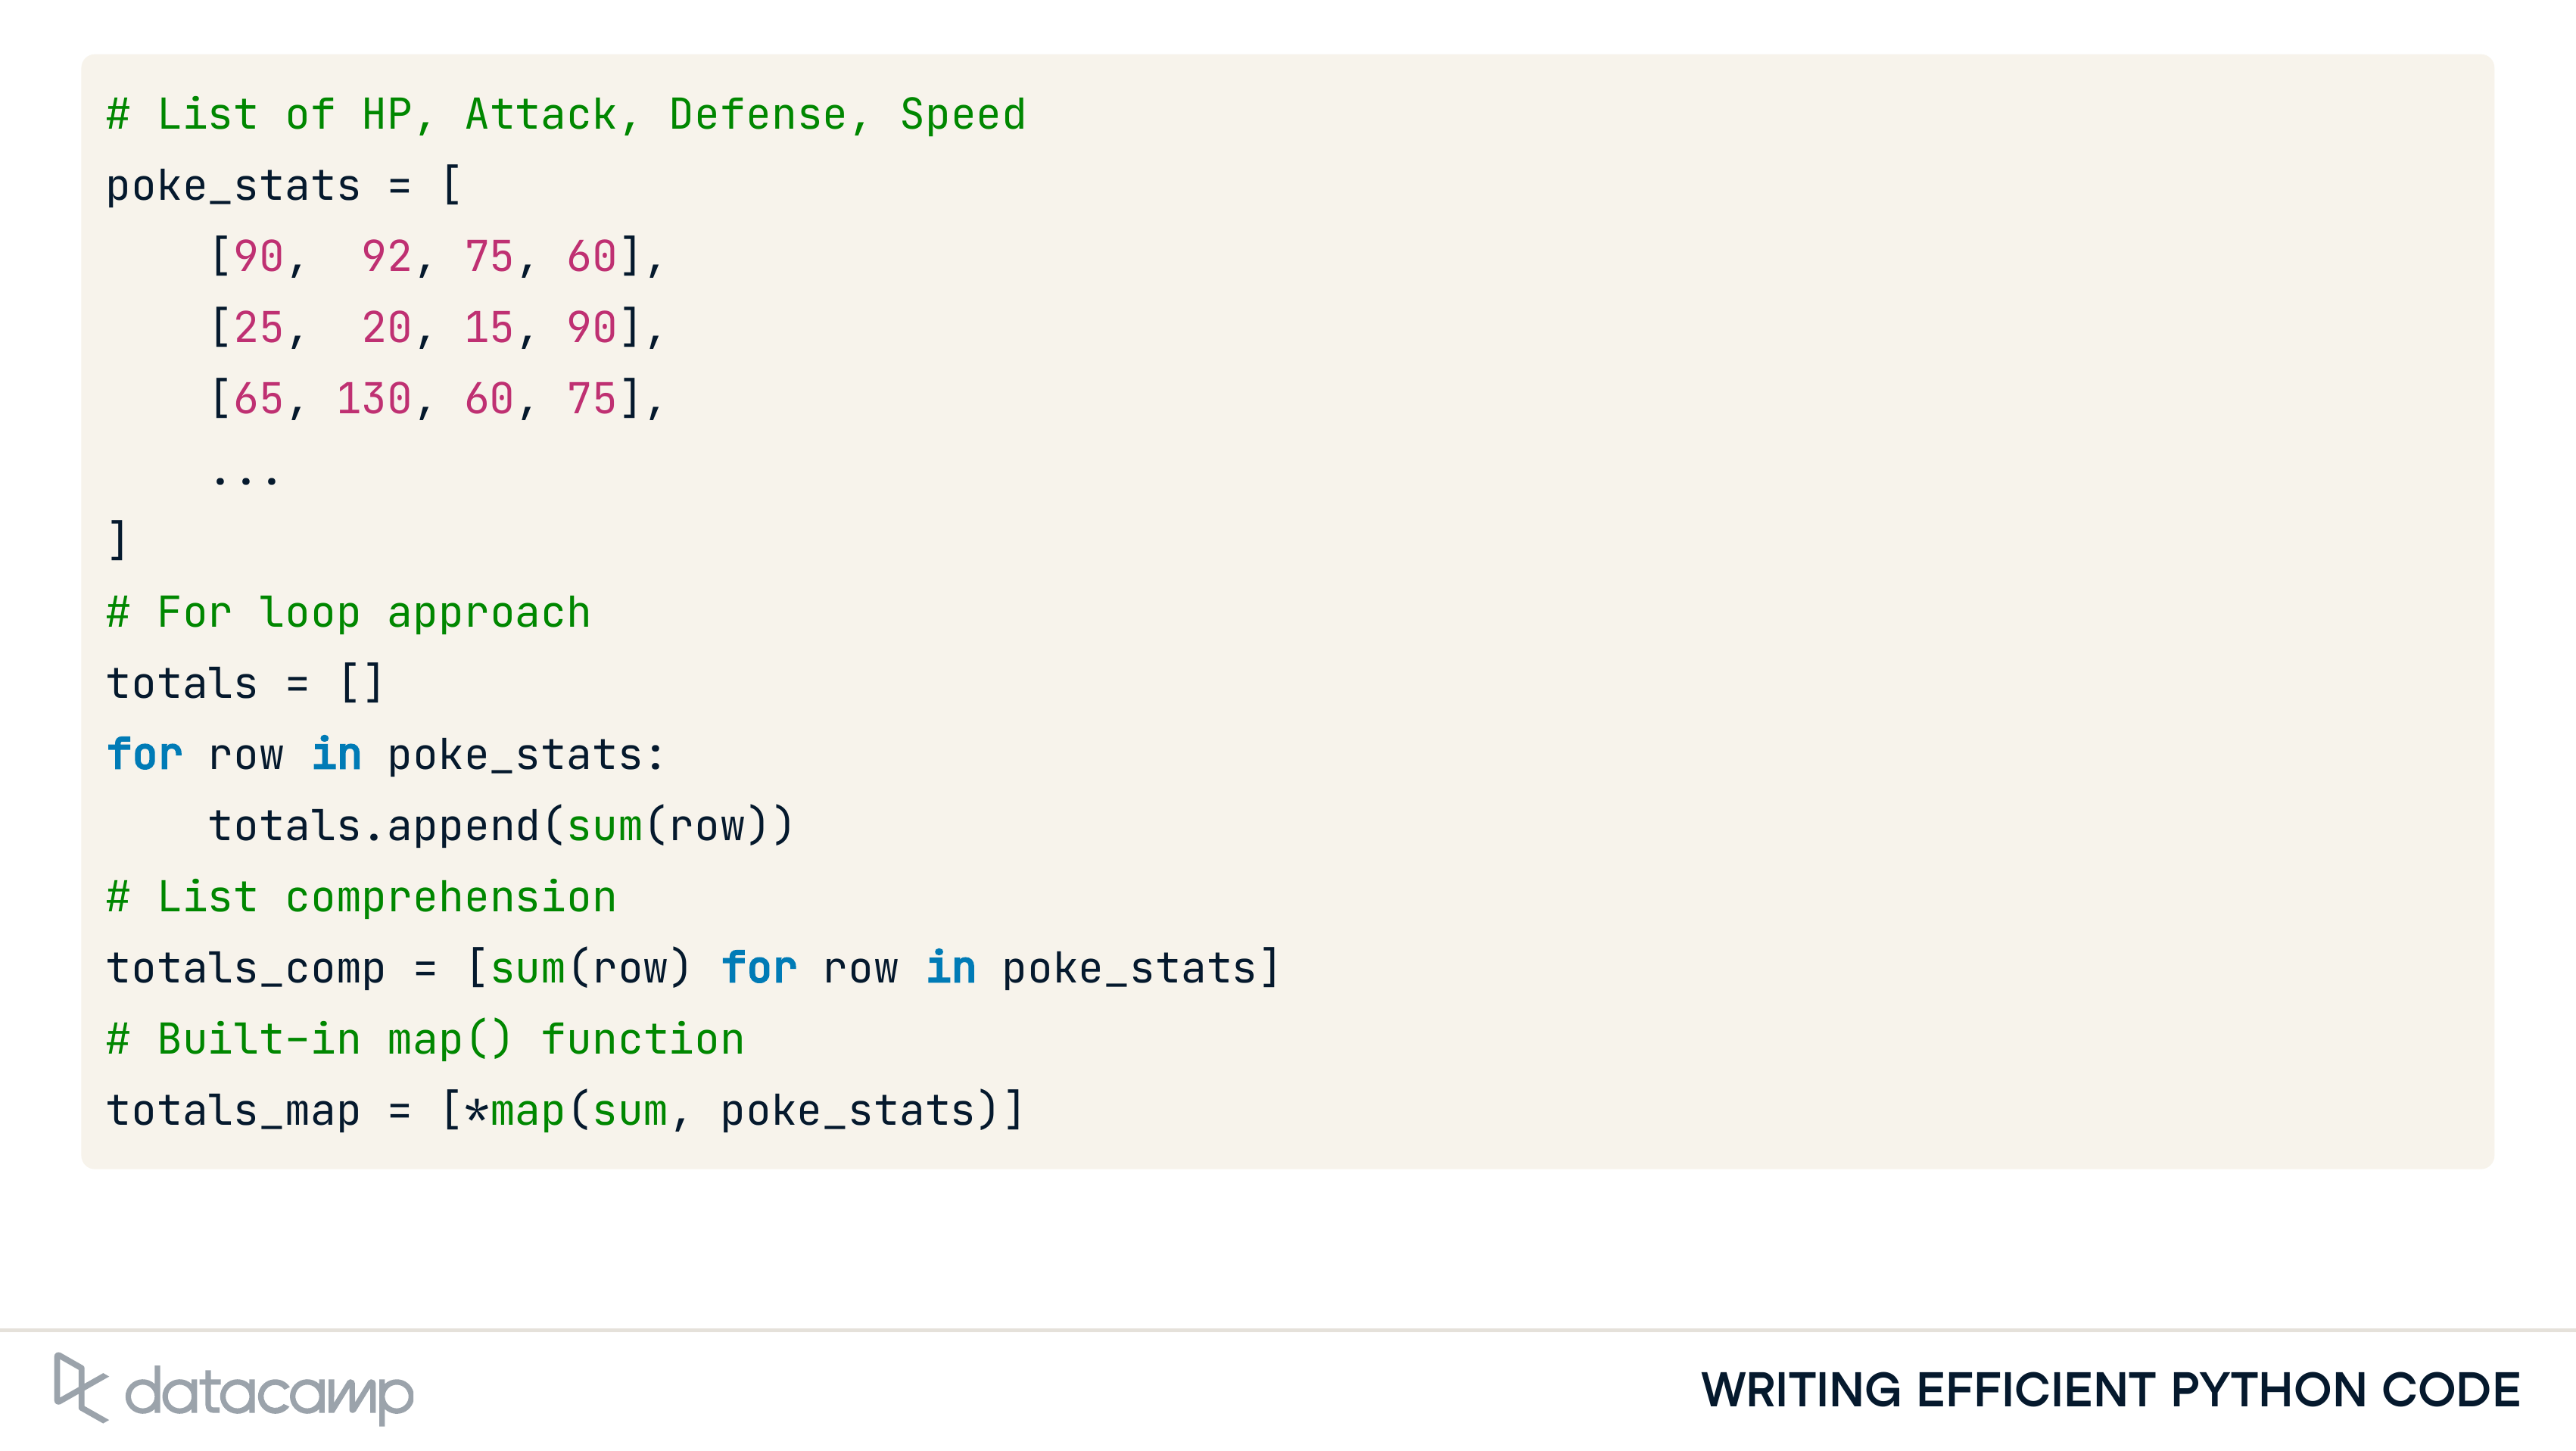 # List of HP, Attack, Defense, Speed
poke_stats = [
    [90,  92, 75, 60],
    [25,  20, 15, 90],
    [65, 130, 60, 75],
    ...
]
# For loop approach
totals = []
for row in poke_stats:
    totals.append(sum(row))
# List comprehension
totals_comp = [sum(row) for row in poke_stats]
# Built-in map() function
totals_map = [*map(sum, poke_stats)]
datacamp
WRITING EFFICIENT PYTHON CODE